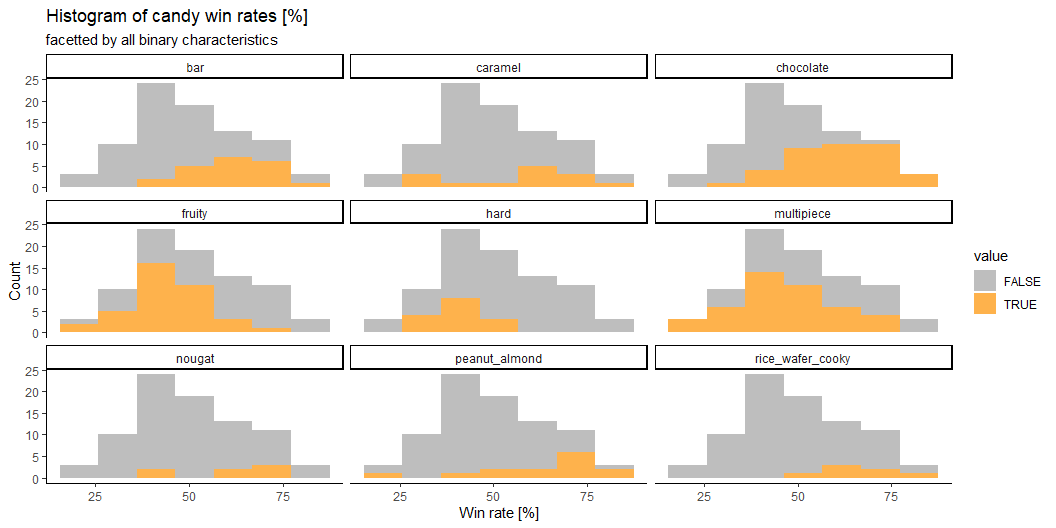 Histogram of candy win rates [%]
facetted by all binary characteristics
bar caramel chocolate
25
20
15
10
5
0
fruity hard multipiece
25
20
15
10
5
0
nougat peanut_almond rice_wafer_cooky
25
20
15
10
5
0
25 50 75 25 50 75 25 50 75
Win rate [%]
Count
value
FALSE
TRUE